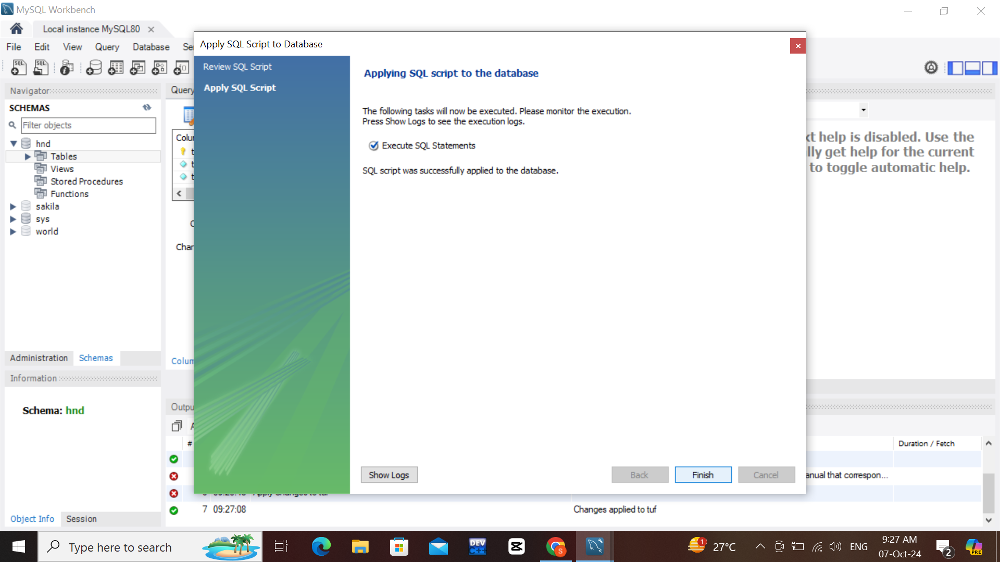 MySQL Workbench
Local instance MySQL80
File Edit View Query Database
Apply SQL Script to Database
Review SQL Script
Apply SQL Script
Applying SQL script to the database
The following tasks will now be executed. Please monitor the execution.
Press Show Logs to see the execution logs.
Execute SQL Statements
SQL script was successfully applied to the database.
Show Logs
Back
Finish
Cancel
Navigator
SCHEMAS
Filter objects
hnd
Tables
Views
Stored Procedures
Functions
sakila
sys
world
Administration Schemas
Information
Schema: hnd
Object Info Session
Query
Colu
Char
Colum
Outpu
#
xt help is disabled. Use the
lly get help for the current
to toggle automatic help.
Duration / Fetch
anual that correspon...
7 09:27:08 Changes applied to tuf
Type here to search
DEV
C++
S
1
27°C
ENG
9:27 AM
07-Oct-24
2
PRE